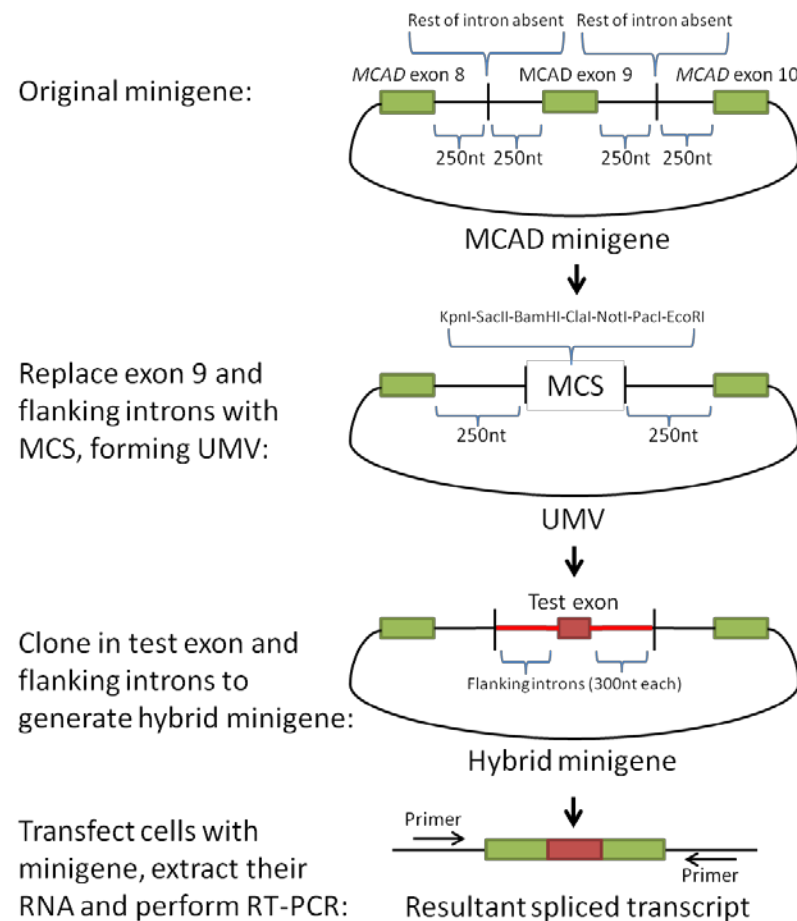 Rest of intron absent Rest of intron absent
MCAD exon 8 MCAD exon 9 MCAD exon 10
Original minigene:
250nt 250nt 250nt 250nt
MCAD minigene
KpnI-SacII-BamHI-ClaI-NotI-PacI-EcoRI
Replace exon 9 and
flanking introns with
MCS, forming UMV:
MCS
250nt 250nt
UMV
Test exon
Clone in test exon and
flanking introns to
generate hybrid minigene:
Flanking introns (300nt each)
Hybrid minigene
Transfect cells with
minigene, extract their
RNA and perform RT-PCR:
Primer
Primer
Resultant spliced transcript